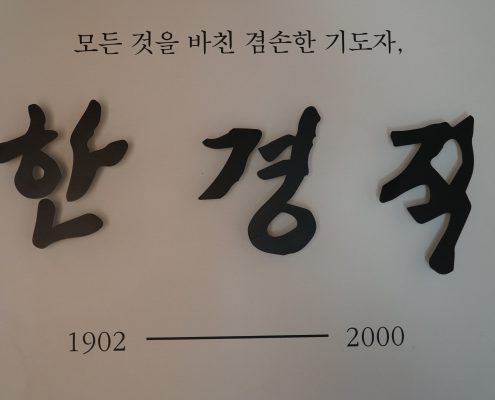 모든 것을 바친 겸손한 기도자,
한 경 직
1902 ——— 2000